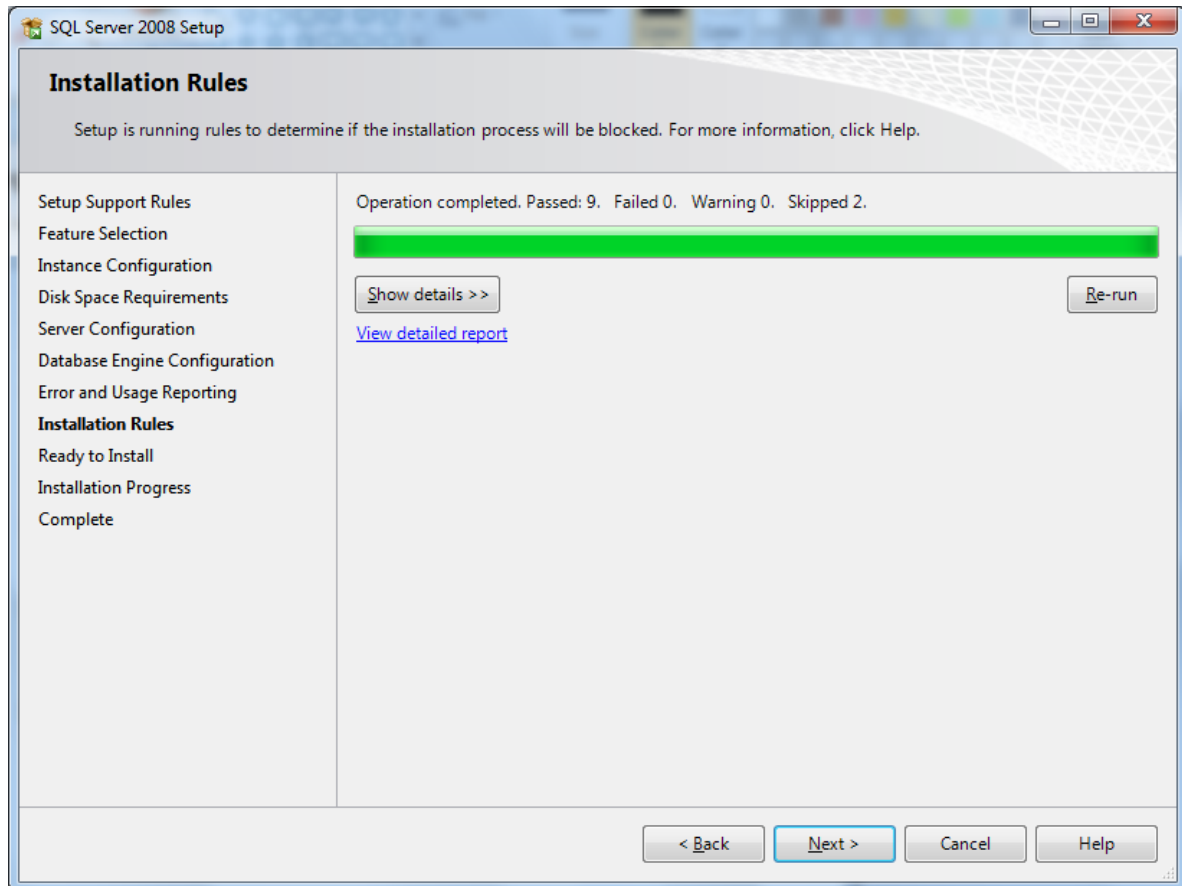 SQL Server 2008 Setup
Installation Rules
Setup is running rules to determine if the installation process will be blocked. For more information, click Help.
Setup Support Rules
Feature Selection
Instance Configuration
Disk Space Requirements
Server Configuration
Database Engine Configuration
Error and Usage Reporting
Installation Rules
Ready to Install
Installation Progress
Complete
Operation completed. Passed: 9.   Failed 0.   Warning 0.   Skipped 2.
Show details >>
Re-run
View detailed report
< Back
Next >
Cancel
Help